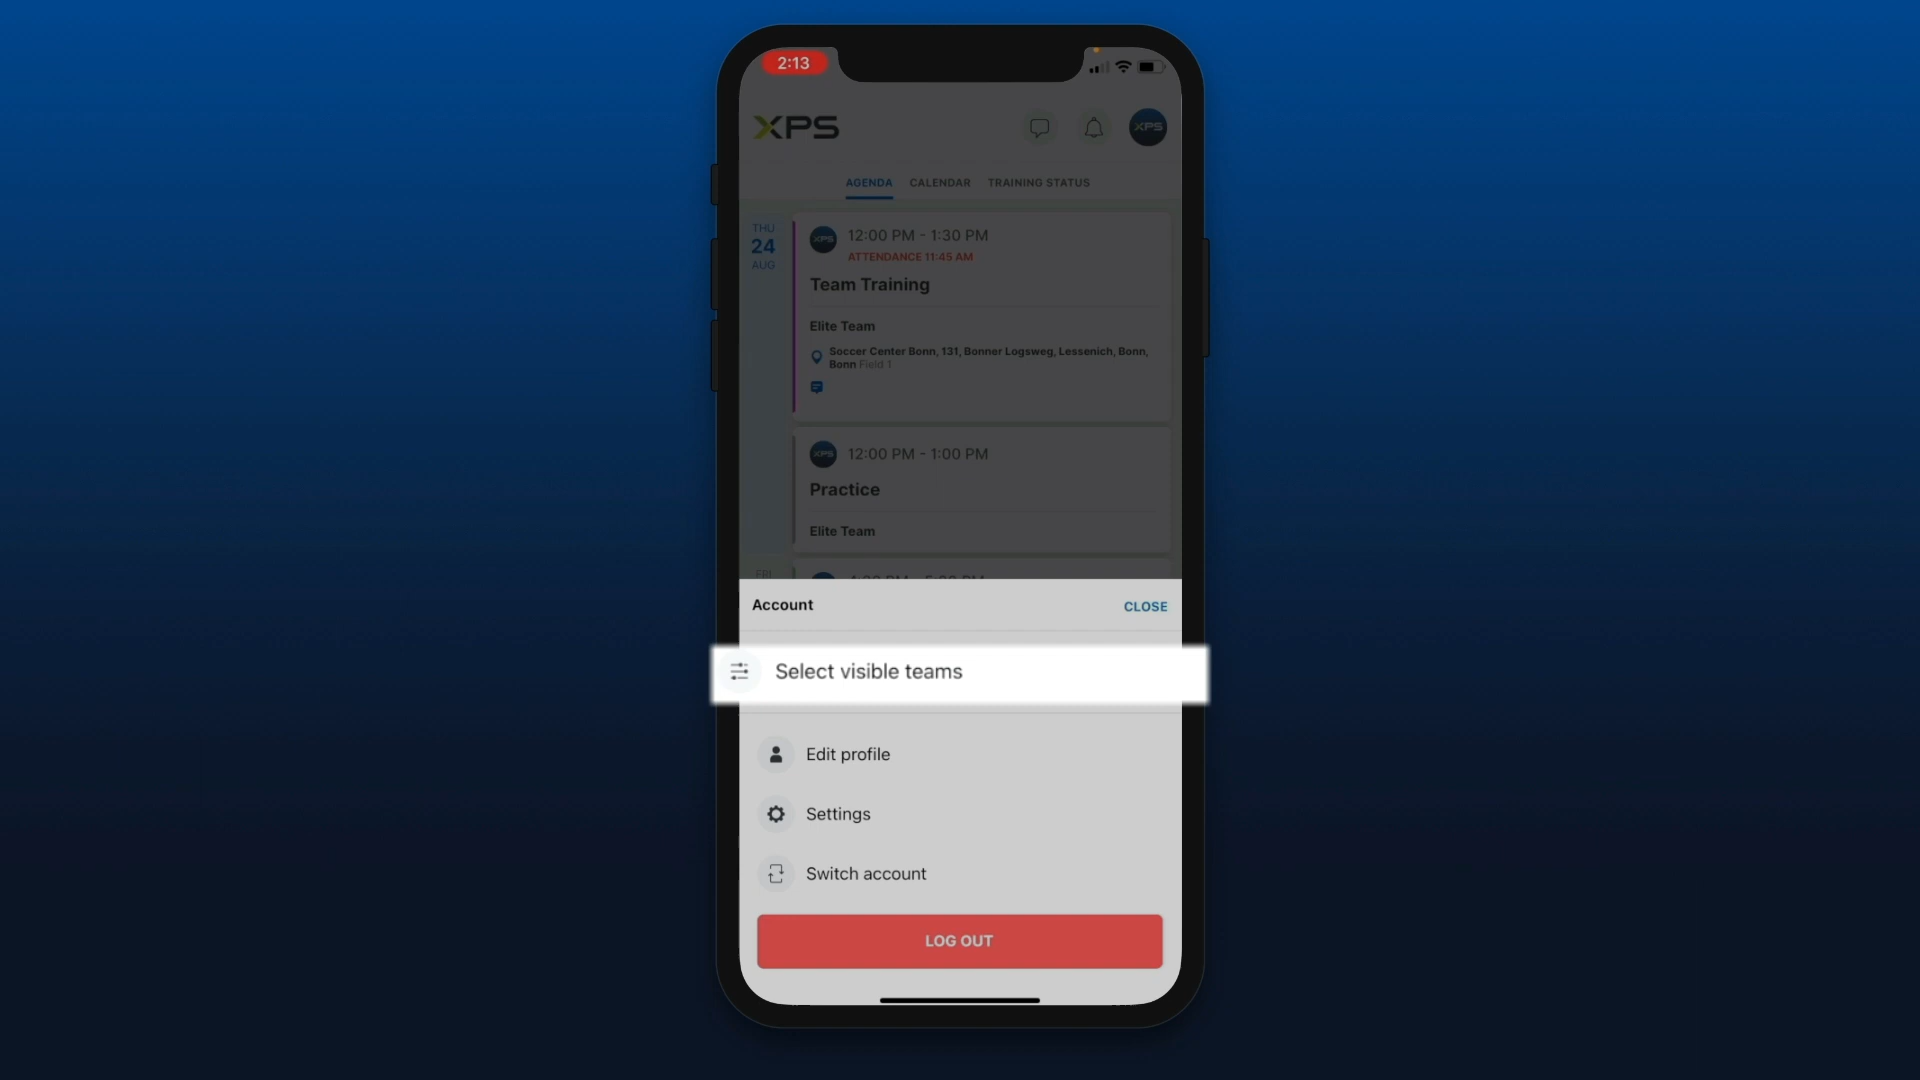 2:13
XPS
XPS
AGENDA CALENDAR TRAINING STATUS
THU
24
AUG
XPS
12:00 PM - 1:30 PM
ATTENDANCE 11:45 AM
Team Training
Elite Team
Soccer Center Bonn, 131, Bonner Logsweg, Lessenich, Bonn,
Bonn Field 1
XPS
12:00 PM - 1:00 PM
Practice
Elite Team
FRI
Account
CLOSE
Select visible teams
Edit profile
Settings
Switch account
LOG OUT